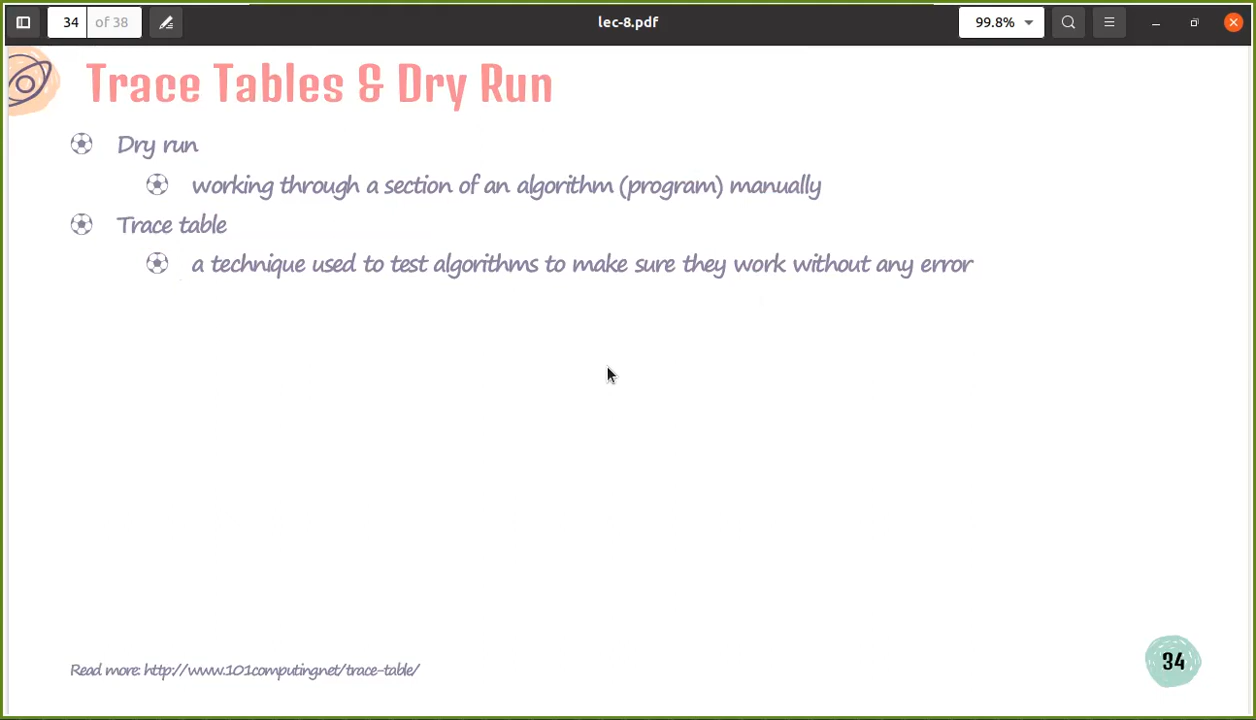 34 of 38
lec-8.pdf
99.8%
Trace Tables & Dry Run
Dry run
working through a section of an algorithm (program) manually
Trace table
a technique used to test algorithms to make sure they work without any error
Read more: http://www.101computing.net/trace-table/
34